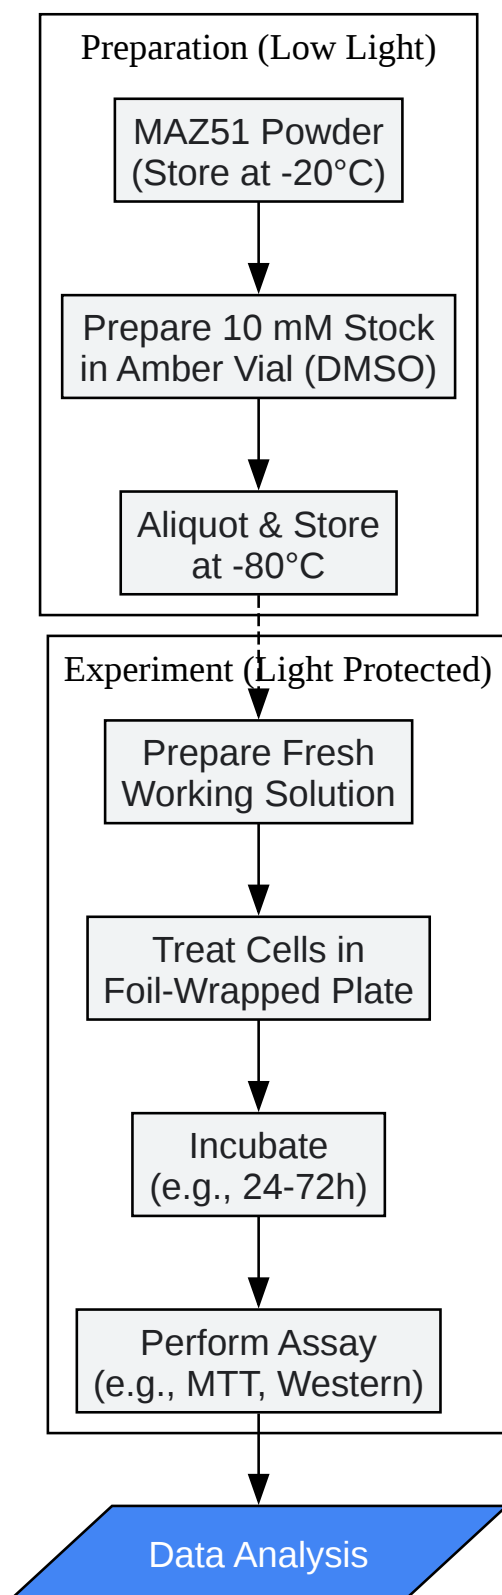 Preparation (Low Light)
MAZ51 Powder
(Store at -20°C)
Prepare 10 mM Stock
in Amber Vial (DMSO)
Aliquot & Store
at -80°C
Experiment (Light Protected)
Prepare Fresh
Working Solution
Treat Cells in
Foil-Wrapped Plate
Incubate
(e.g., 24-72h)
Perform Assay
(e.g., MTT, Western)
Data Analysis